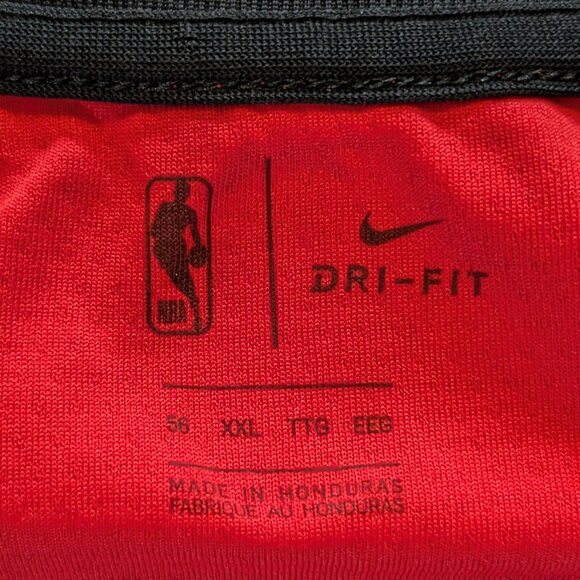 NBA
DRI-FIT
56 XXL TTG EEG
MADE IN HONDURAS
FABRIQUÉ AU HONDURAS